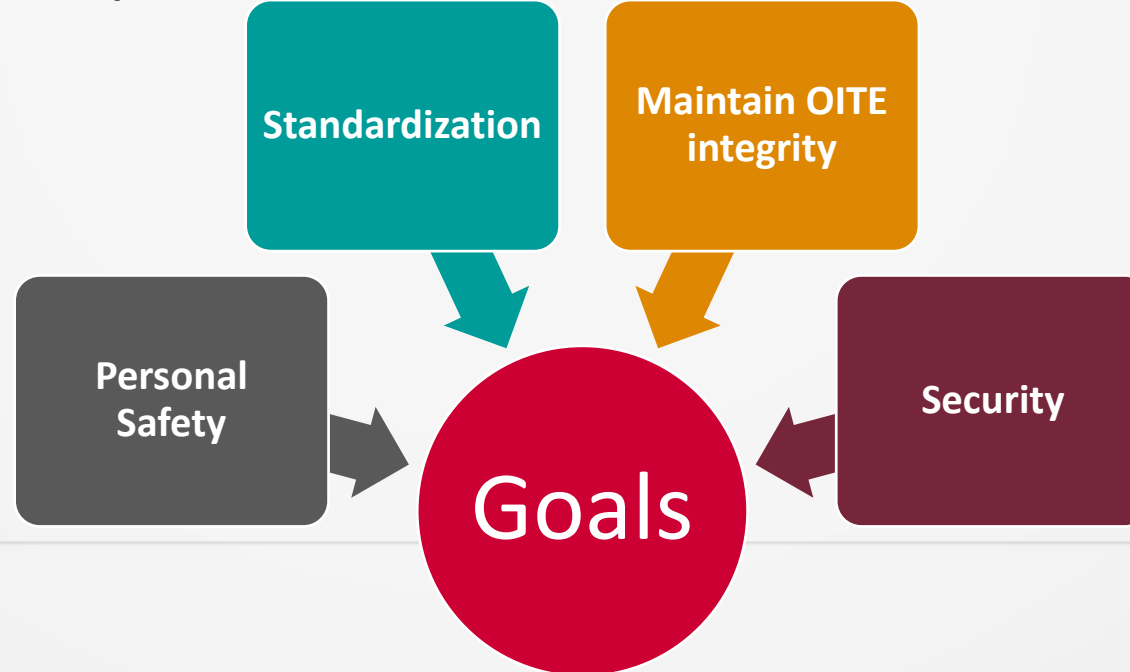 Standardization
Maintain OITE
integrity
Personal
Safety
Security
Goals